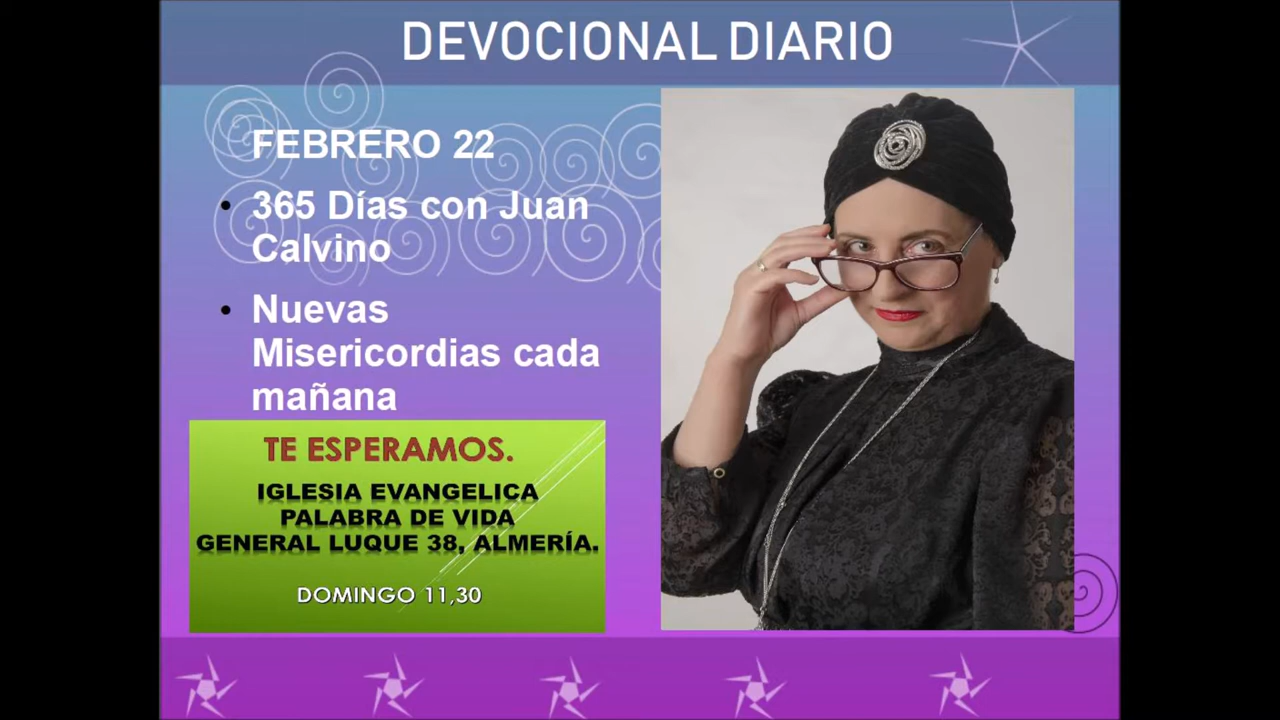 DEVOCIONAL DIARIO
FEBRERO 22
365 Días con Juan
Calvino
Nuevas
Misericordias cada
mañana
TE ESPERAMOS.
IGLESIA EVANGELICA
PALABRA DE VIDA
GENERAL LUQUE 38, ALMERÍA.
DOMINGO 11,30